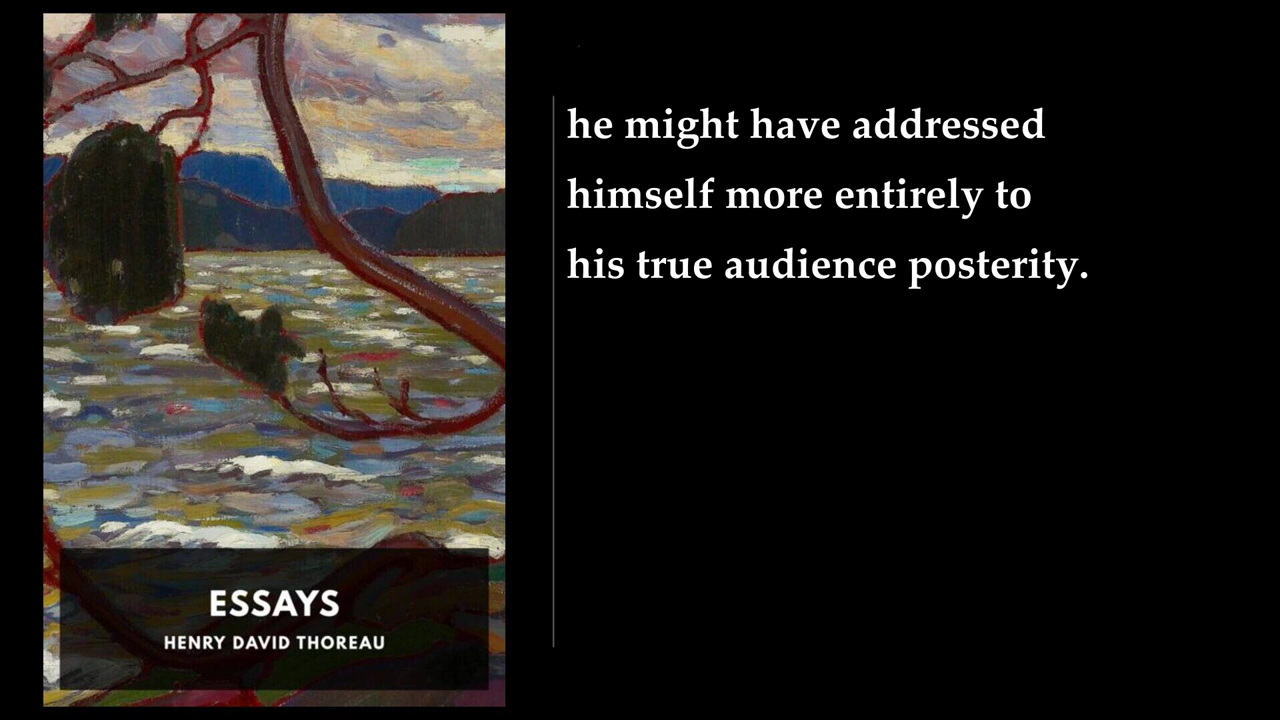 he might have addressed
himself more entirely to
his true audience posterity.
ESSAYS
HENRY DAVID THOREAU